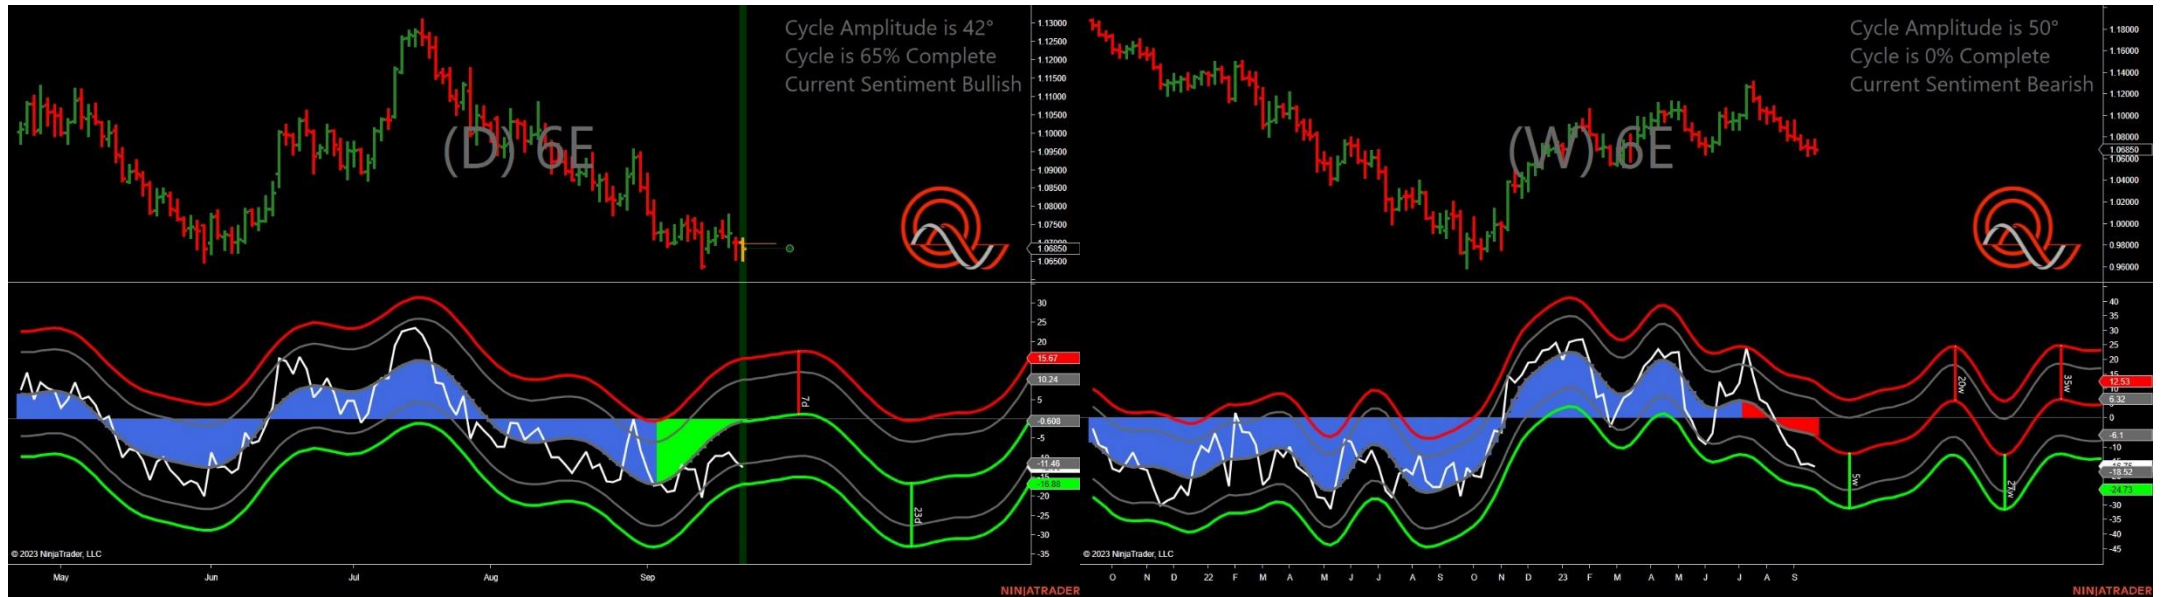 Cycle Amplitude is 42°
Cycle is 65% Complete
Current Sentiment Bullish
(D) 6E
1.13000
1.12500
1.12000
1.11500
1.11000
1.10500
1.10000
1.09500
1.09000
1.08500
1.08000
1.07500
1.06850
1.06500
30
25
20
15.67
10.24
5
-0.608
-5
-11.46
-16.88
-20
-25
-30
-35
7d
23d
© 2023 NinjaTrader, LLC
May Jun Jul Aug Sep
NINJATRADER
Cycle Amplitude is 50°
Cycle is 0% Complete
Current Sentiment Bearish
(W) 6E
1.18000
1.16000
1.14000
1.12000
1.10000
1.08000
1.06850
1.06000
1.04000
1.02000
1.00000
0.98000
0.96000
40
35
30
25
20
15
12.53
10
6.32
0
-6.1
-10
-18.52
-24.73
-30
-35
-40
-45
20w
35w
5w
27w
© 2023 NinjaTrader, LLC
O N D 22 F M A M J J A S O N D 23 F M A M J J A S
NINJATRADER